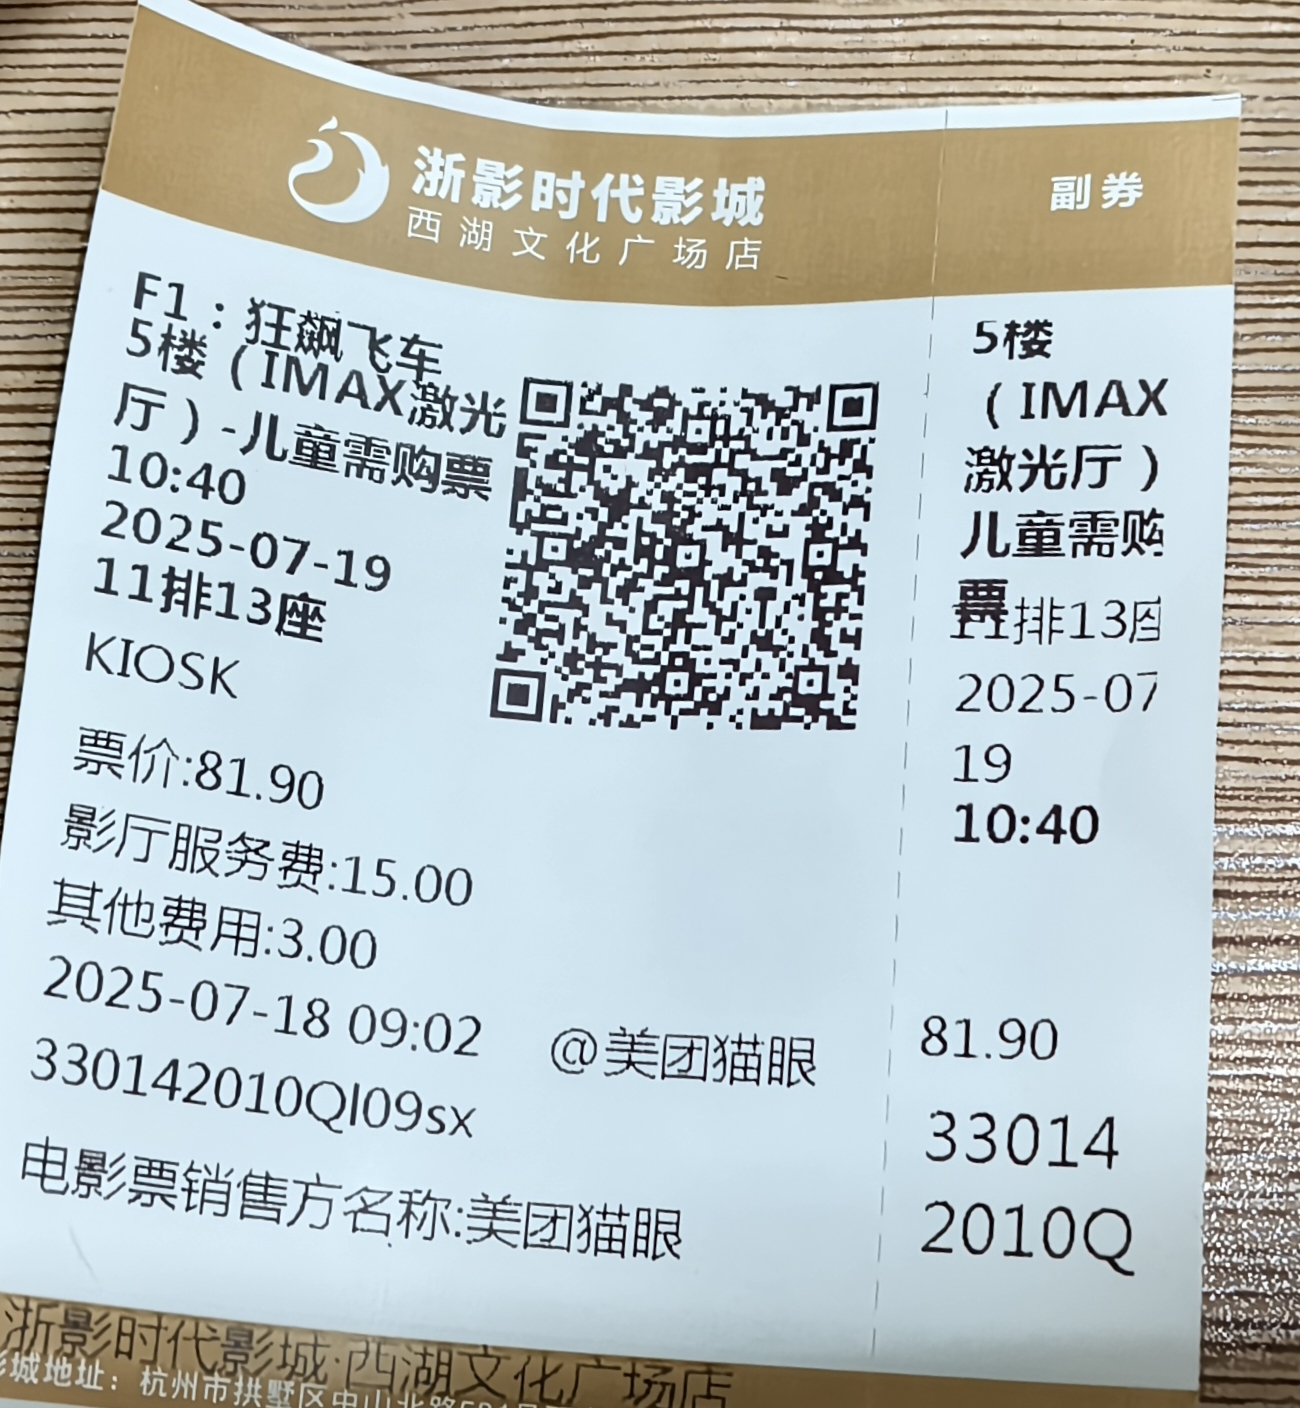 浙影时代影城
西湖文化广场店
副券
F1：狂飙飞车
5楼（IMAX激光
厅）-儿童需购票
10:40
2025-07-19
11排13座
KIOSK
票价:81.90
影厅服务费:15.00
其他费用:3.00
2025-07-18 09:02 @美团猫眼
330142010Ql09sx
电影票销售方名称:美团猫眼
浙影时代影城·西湖文化广场店
影城地址：杭州市拱墅区中山北路
5楼
（IMAX
激光厅）
儿童需购
票
11排13座
2025-07
19
10:40
81.90
33014
2010Q